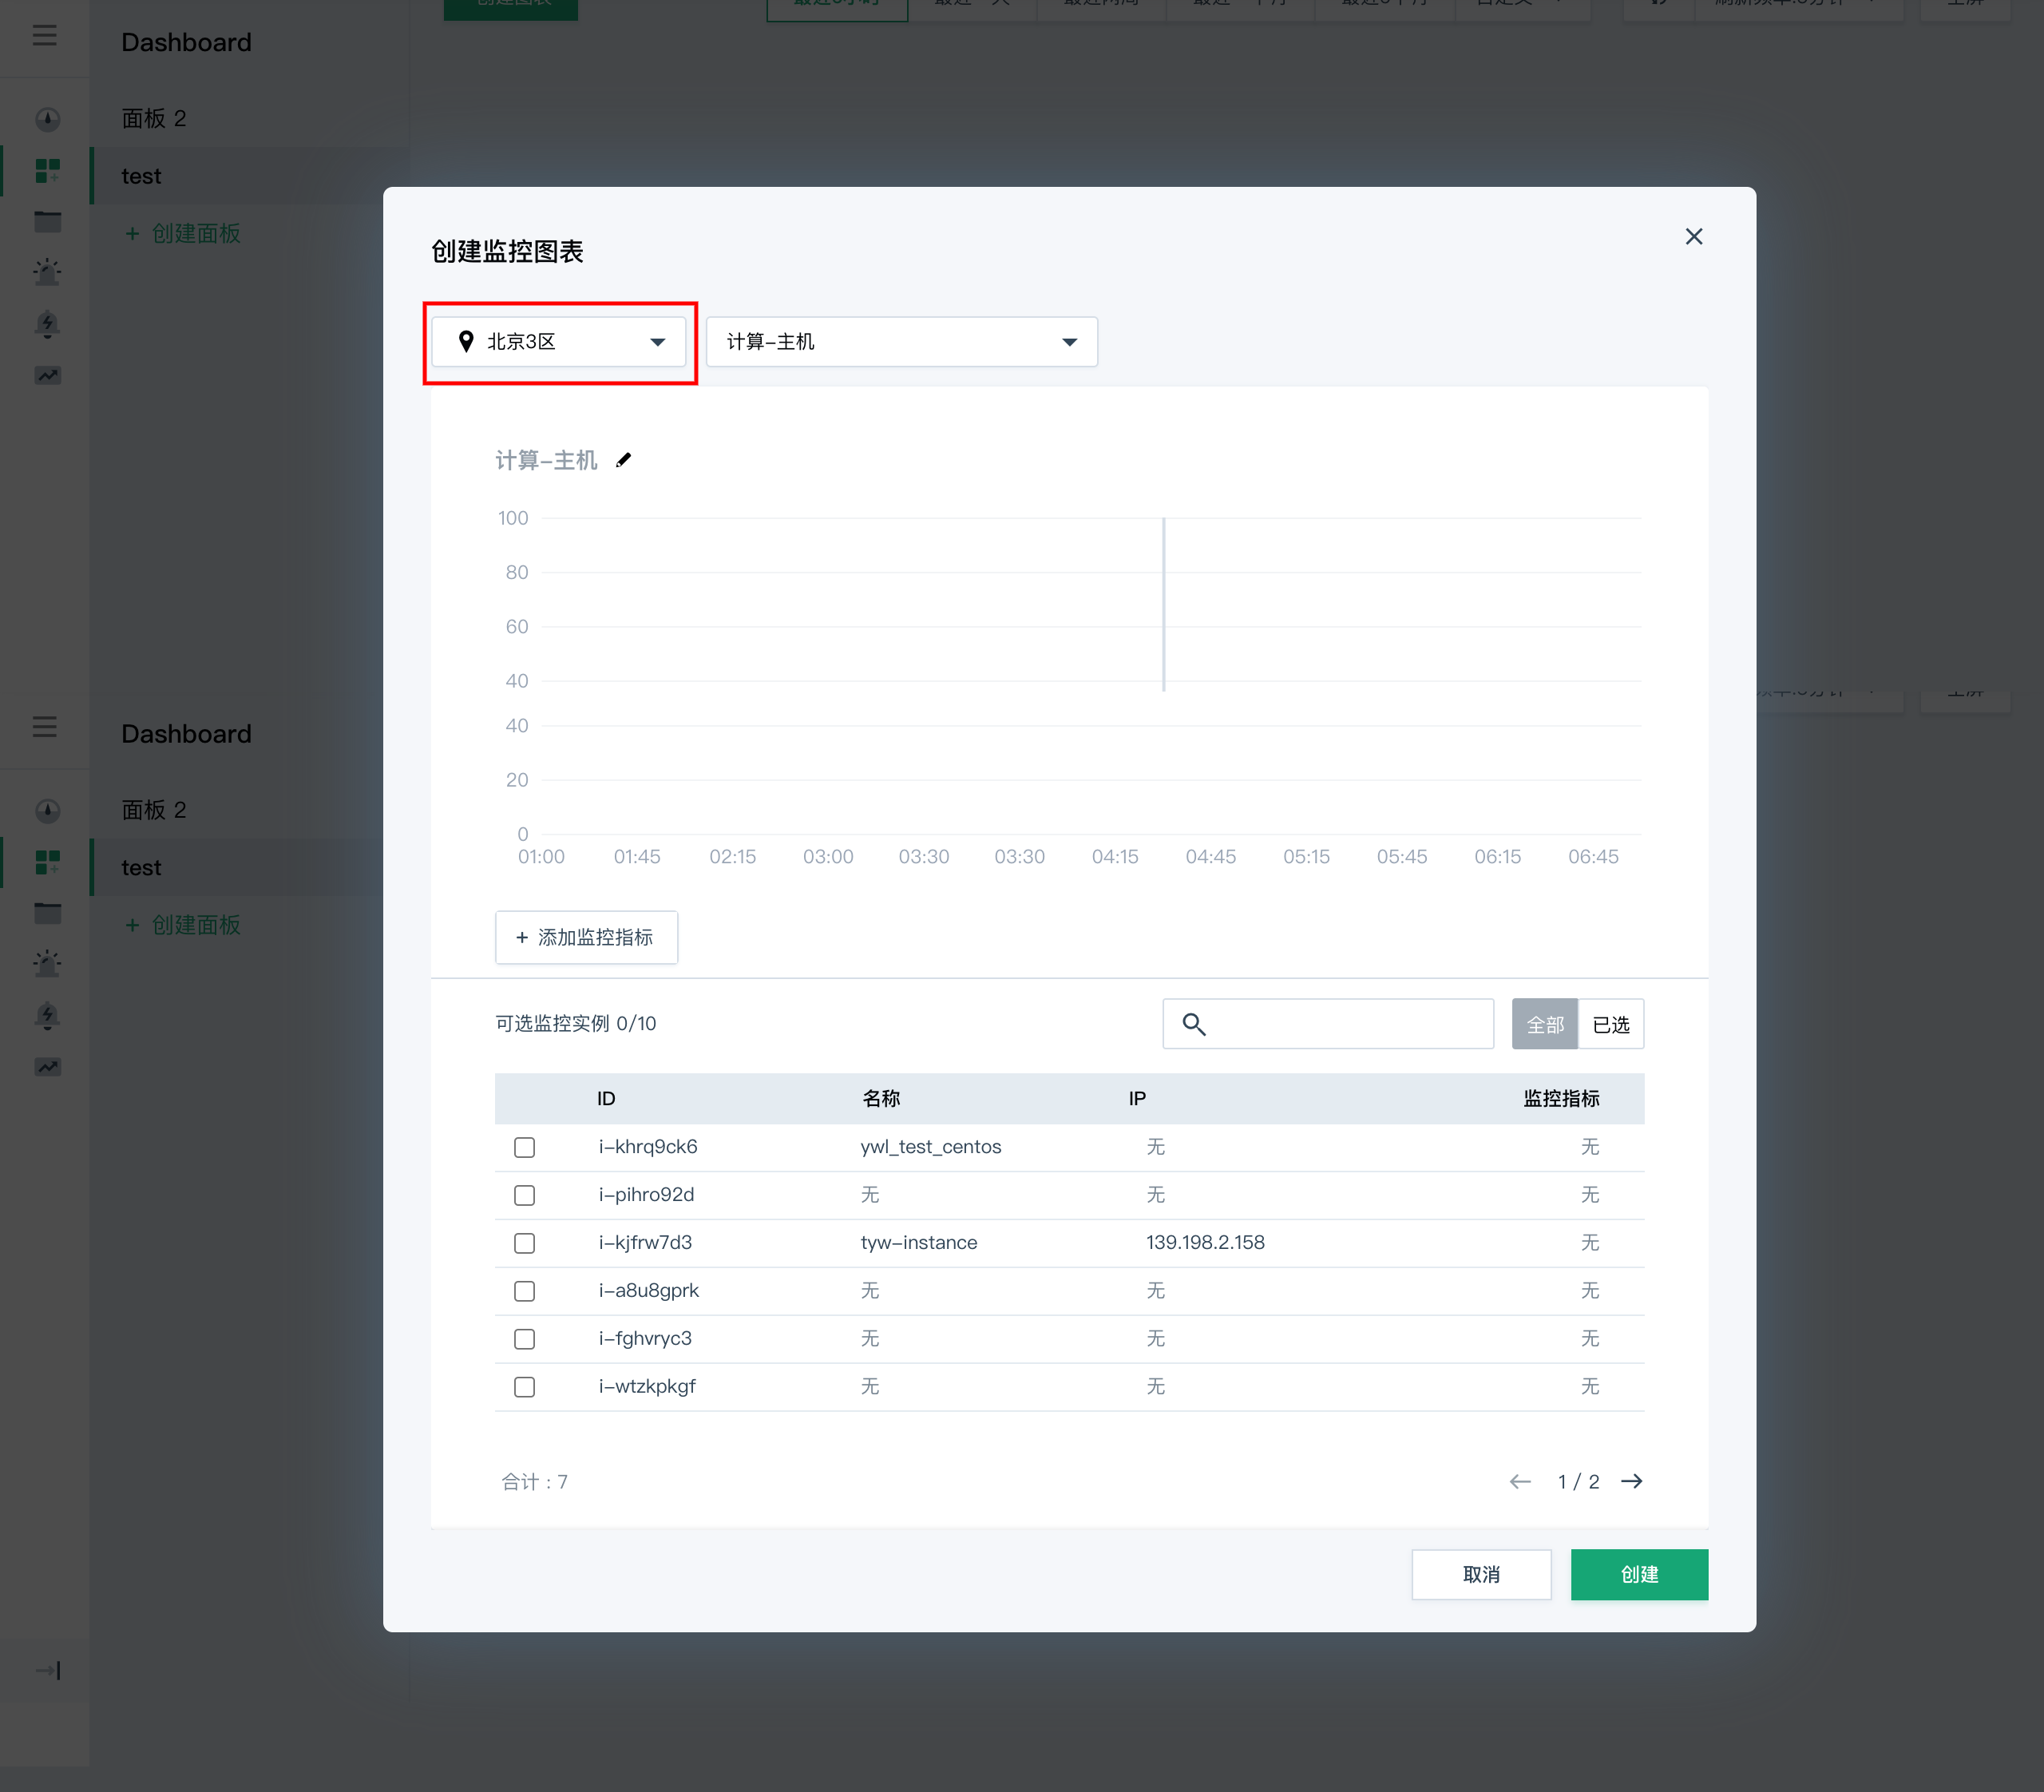 Dashboard
面板 2
test
+ 创建面板
创建监控图表
北京3区
计算-主机
计算-主机
100
80
60
40
40
20
0
01:00 01:45 02:15 03:00 03:30 03:30 04:15 04:45 05:15 05:45 06:15 06:45
+ 添加监控指标
可选监控实例 0/10
全部 已选
ID 名称 IP 监控指标
i-khrq9ck6 ywl_test_centos 无 无
i-pihro92d 无 无 无
i-kjfrw7d3 tyw-instance 139.198.2.158 无
i-a8u8gprk 无 无 无
i-fghvryc3 无 无 无
i-wtzkpkgf 无 无 无
合计 : 7
1 / 2
取消 创建
Dashboard
面板 2
test
+ 创建面板